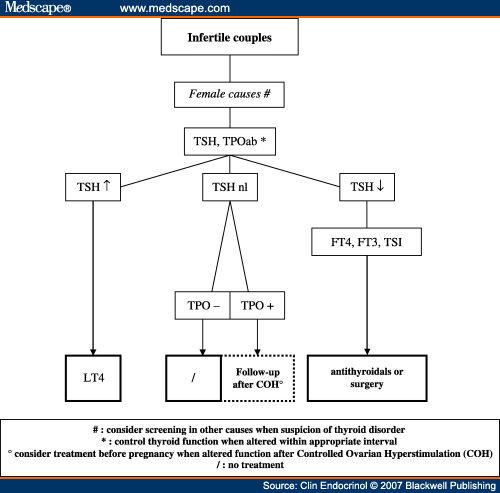 Medscape® www.medscape.com
Infertile couples
Female causes #
TSH, TPOab *
TSH ↑ TSH nl TSH ↓
FT4, FT3, TSI
TPO – TPO +
LT4 / Follow-up
after COH° antithyroidals or
surgery
# : consider screening in other causes when suspicion of thyroid disorder
* : control thyroid function when altered within appropriate interval
° consider treatment before pregnancy when altered function after Controlled Ovarian Hyperstimulation (COH)
/ : no treatment
Source: Clin Endocrinol © 2007 Blackwell Publishing